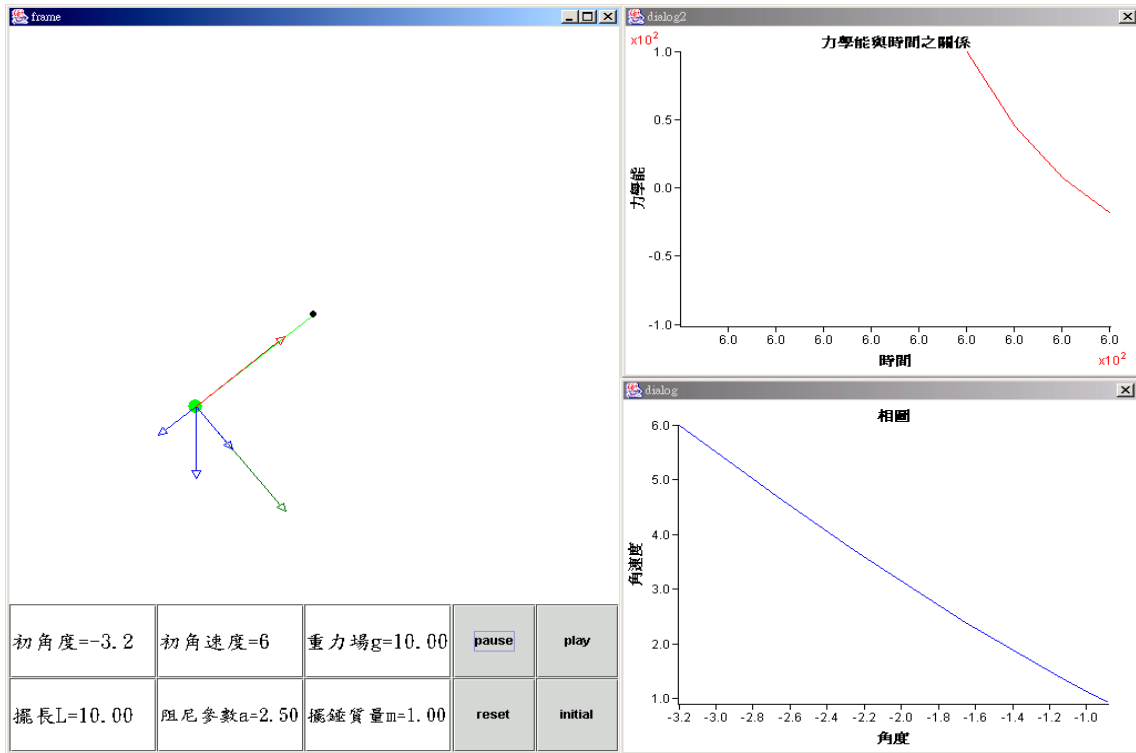 frame
初角度=-3.2
初角速度=6
重力場g=10.00
pause
play
擺長L=10.00
阻尼參數a=2.50
擺錘質量m=1.00
reset
initial
dialog2
力學能與時間之關係
x10²
1.0
0.5
0.0
-0.5
-1.0
力學能
6.0 6.0 6.0 6.0 6.0 6.0 6.0 6.0 6.0
時間
x10²
dialog
相圖
6.0
5.0
4.0
3.0
2.0
1.0
角速度
-3.2 -3.0 -2.8 -2.6 -2.4 -2.2 -2.0 -1.8 -1.6 -1.4 -1.2 -1.0
角度